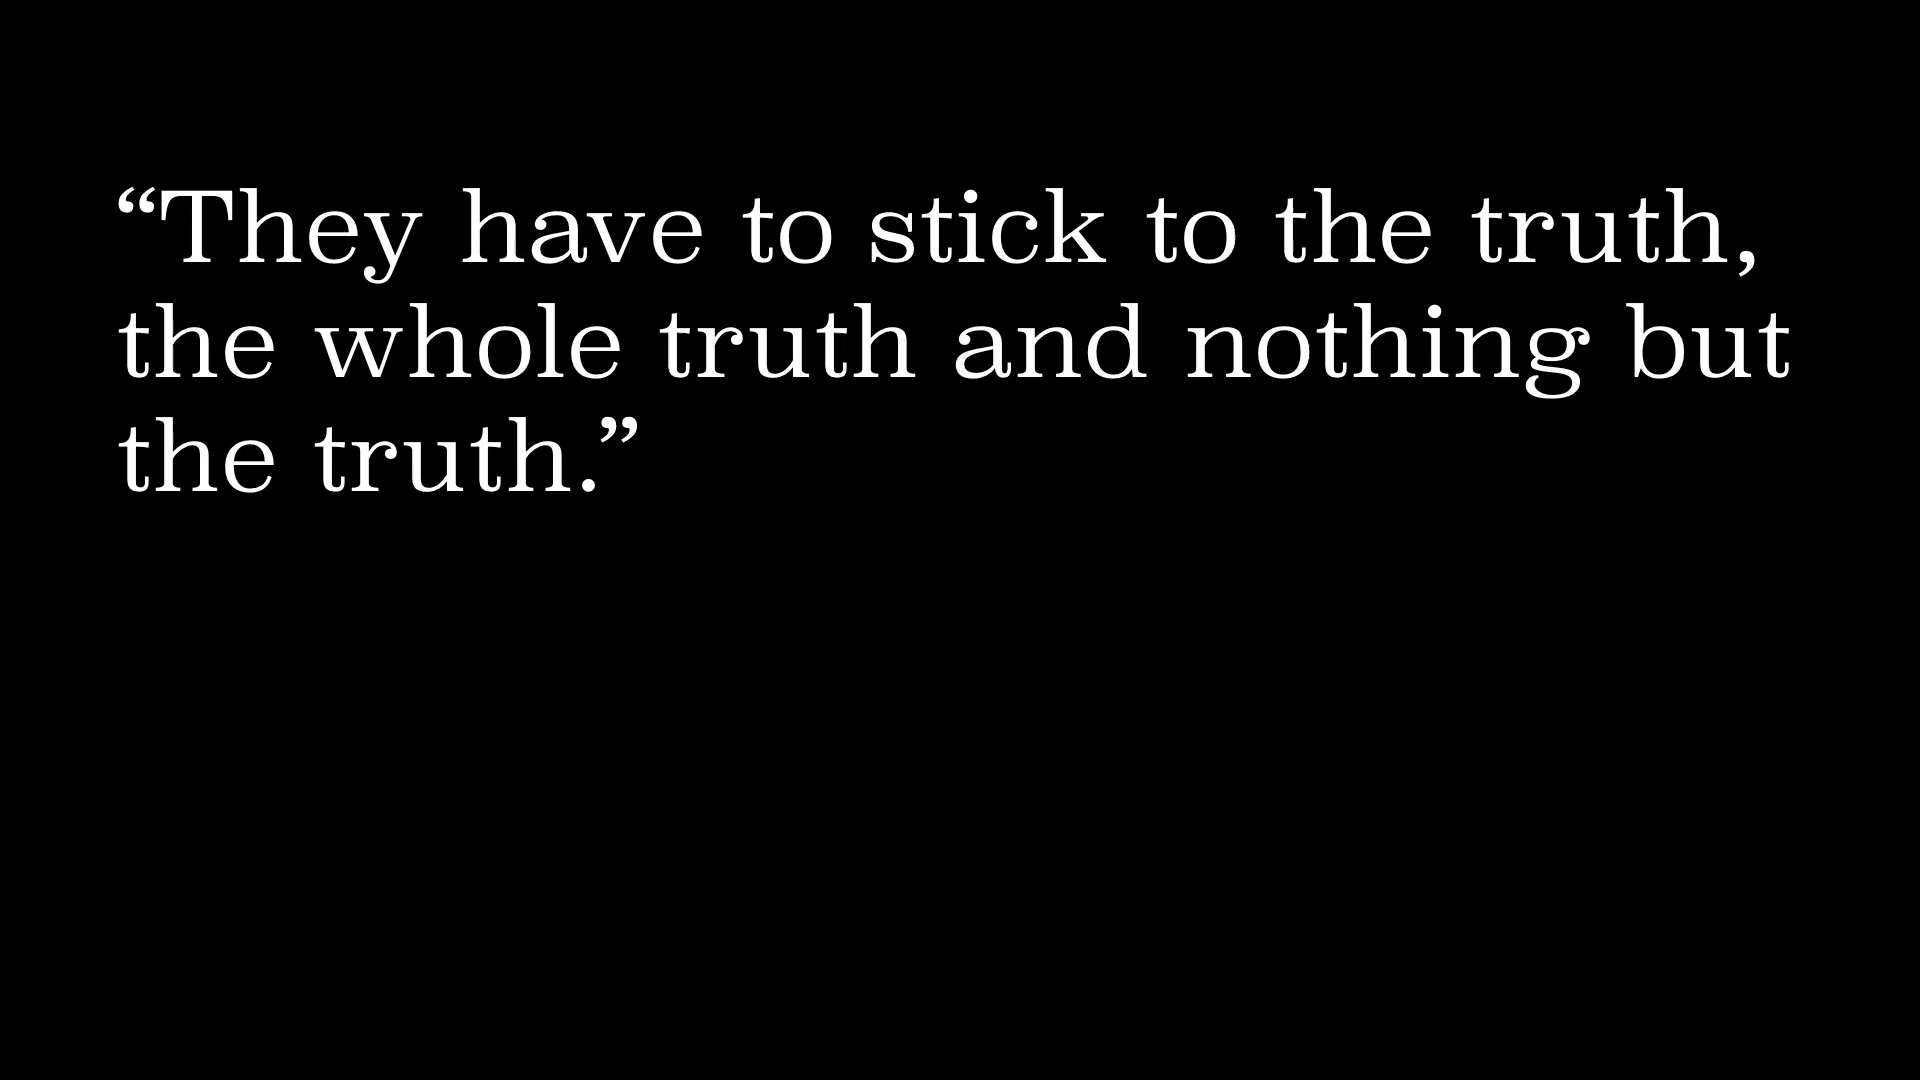 “They have to stick to the truth,
the whole truth and nothing but
the truth.”